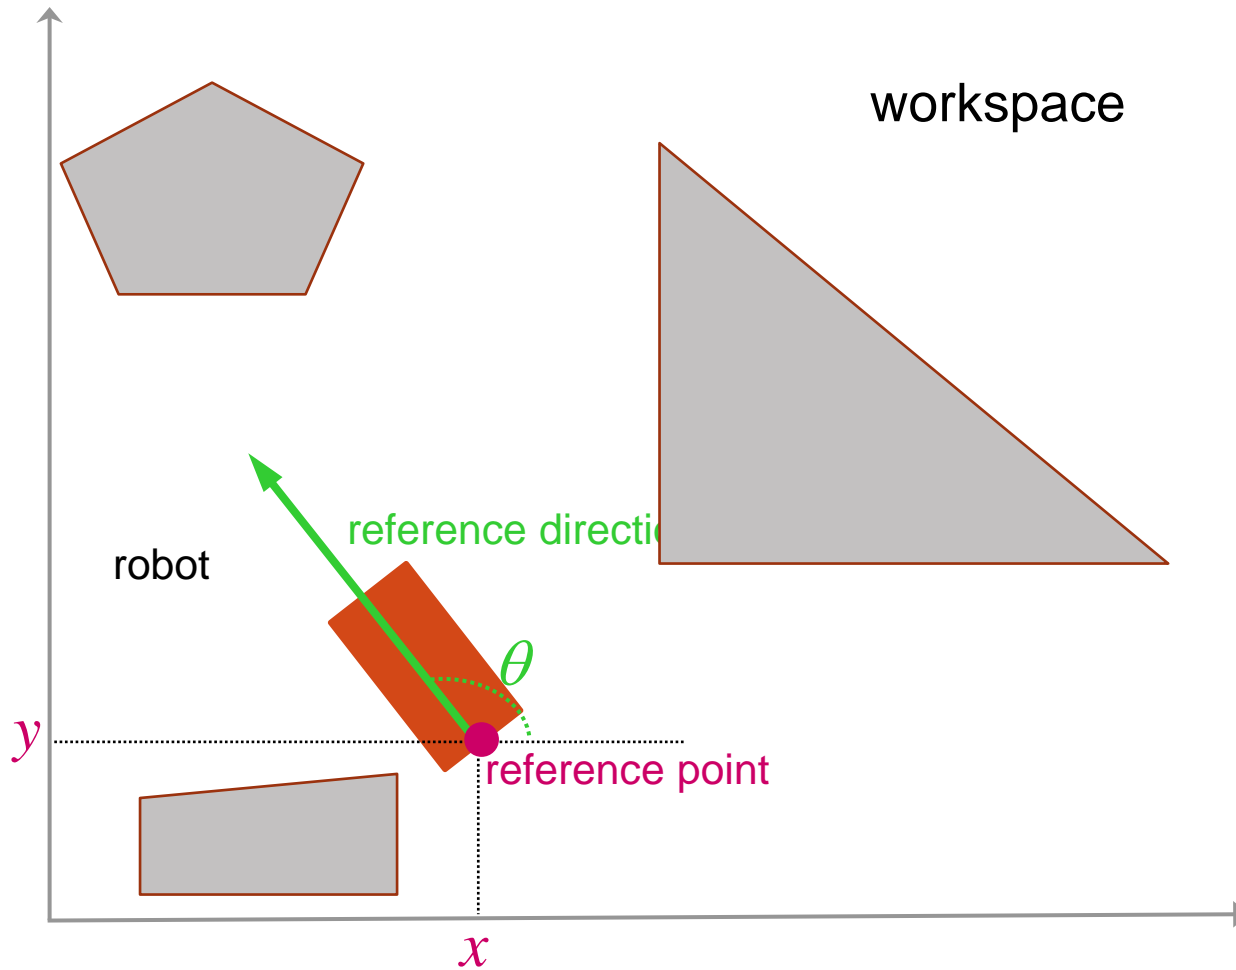 workspace
reference directi
robot
θ
y
reference point
x